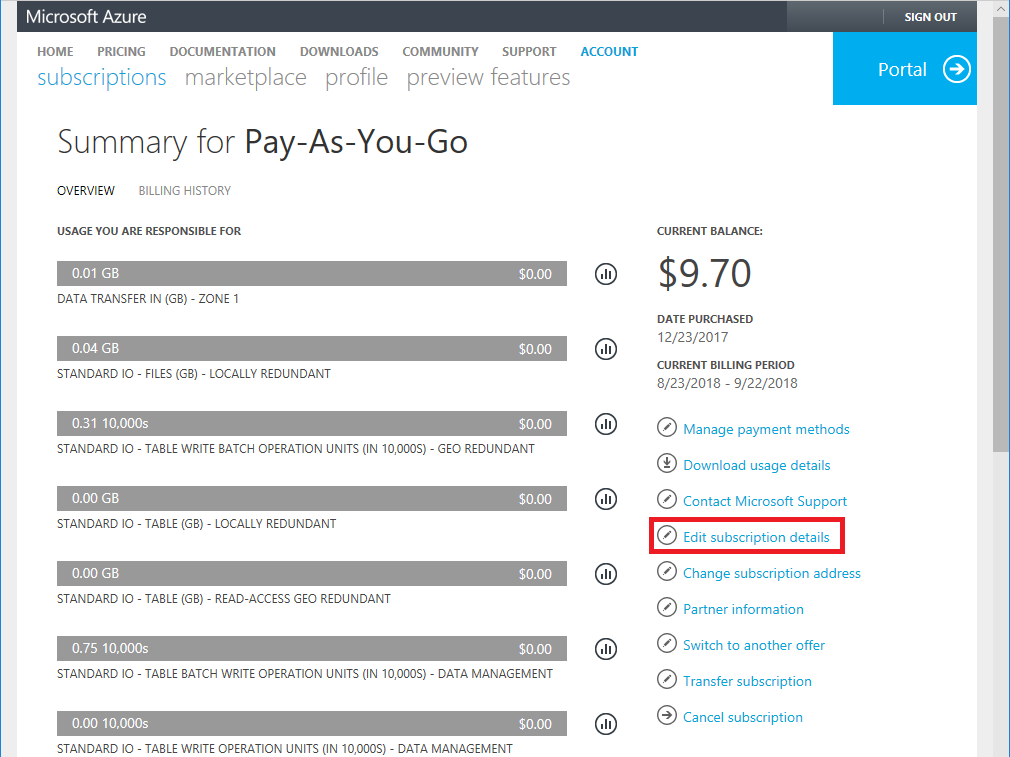 Microsoft Azure
SIGN OUT
HOME PRICING DOCUMENTATION DOWNLOADS COMMUNITY SUPPORT ACCOUNT
subscriptions marketplace profile preview features
Portal
Summary for Pay-As-You-Go
OVERVIEW BILLING HISTORY
USAGE YOU ARE RESPONSIBLE FOR
0.01 GB $0.00
DATA TRANSFER IN (GB) - ZONE 1
0.04 GB $0.00
STANDARD IO - FILES (GB) - LOCALLY REDUNDANT
0.31 10,000s $0.00
STANDARD IO - TABLE WRITE BATCH OPERATION UNITS (IN 10,000S) - GEO REDUNDANT
0.00 GB $0.00
STANDARD IO - TABLE (GB) - LOCALLY REDUNDANT
0.00 GB $0.00
STANDARD IO - TABLE (GB) - READ-ACCESS GEO REDUNDANT
0.75 10,000s $0.00
STANDARD IO - TABLE BATCH WRITE OPERATION UNITS (IN 10,000S) - DATA MANAGEMENT
0.00 10,000s $0.00
STANDARD IO - TABLE WRITE OPERATION UNITS (IN 10,000S) - DATA MANAGEMENT
CURRENT BALANCE:
$9.70
DATE PURCHASED
12/23/2017
CURRENT BILLING PERIOD
8/23/2018 - 9/22/2018
Manage payment methods
Download usage details
Contact Microsoft Support
Edit subscription details
Change subscription address
Partner information
Switch to another offer
Transfer subscription
Cancel subscription